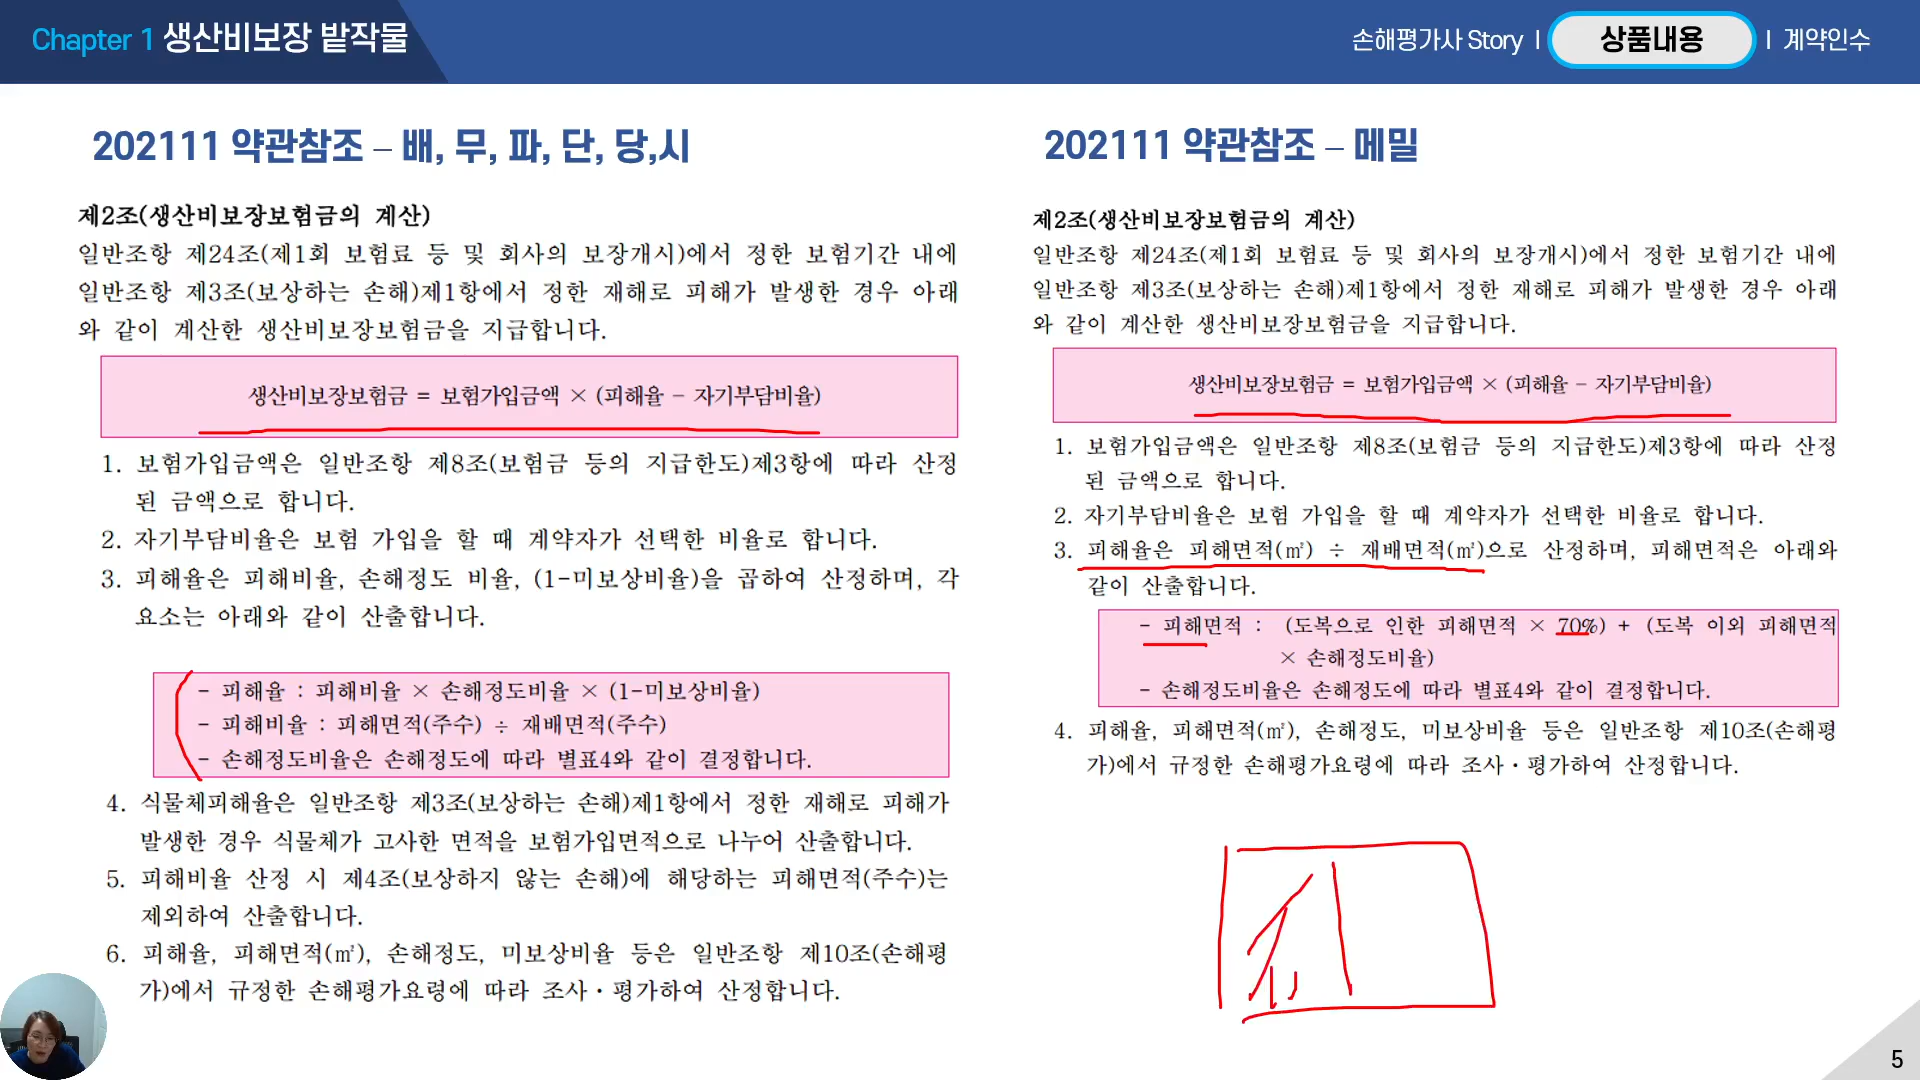 Chapter 1 생산비보장 밭작물
손해평가사 Story | 상품내용 | 계약인수
202111 약관참조 – 배, 무, 파, 단, 당,시
제2조(생산비보장보험금의 계산)
일반조항 제24조(제1회 보험료 등 및 회사의 보장개시)에서 정한 보험기간 내에
일반조항 제3조(보상하는 손해)제1항에서 정한 재해로 피해가 발생한 경우 아래
와 같이 계산한 생산비보장보험금을 지급합니다.
생산비보장보험금 = 보험가입금액 × (피해율 − 자기부담비율)
1. 보험가입금액은 일반조항 제8조(보험금 등의 지급한도)제3항에 따라 산정
된 금액으로 합니다.
2. 자기부담비율은 보험 가입을 할 때 계약자가 선택한 비율로 합니다.
3. 피해율은 피해비율, 손해정도 비율, (1-미보상비율)을 곱하여 산정하며, 각
요소는 아래와 같이 산출합니다.
- 피해율 : 피해비율 × 손해정도비율 × (1-미보상비율)
- 피해비율 : 피해면적(주수) ÷ 재배면적(주수)
- 손해정도비율은 손해정도에 따라 별표4와 같이 결정합니다.
4. 식물체피해율은 일반조항 제3조(보상하는 손해)제1항에서 정한 재해로 피해가
발생한 경우 식물체가 고사한 면적을 보험가입면적으로 나누어 산출합니다.
5. 피해비율 산정 시 제4조(보상하지 않는 손해)에 해당하는 피해면적(주수)는
제외하여 산출합니다.
6. 피해율, 피해면적(㎡), 손해정도, 미보상비율 등은 일반조항 제10조(손해평
가)에서 규정한 손해평가요령에 따라 조사·평가하여 산정합니다.
202111 약관참조 – 메밀
제2조(생산비보장보험금의 계산)
일반조항 제24조(제1회 보험료 등 및 회사의 보장개시)에서 정한 보험기간 내에
일반조항 제3조(보상하는 손해)제1항에서 정한 재해로 피해가 발생한 경우 아래
와 같이 계산한 생산비보장보험금을 지급합니다.
생산비보장보험금 = 보험가입금액 × (피해율 − 자기부담비율)
1. 보험가입금액은 일반조항 제8조(보험금 등의 지급한도)제3항에 따라 산정
된 금액으로 합니다.
2. 자기부담비율은 보험 가입을 할 때 계약자가 선택한 비율로 합니다.
3. 피해율은 피해면적(㎡) ÷ 재배면적(㎡)으로 산정하며, 피해면적은 아래와
같이 산출합니다.
- 피해면적 : (도복으로 인한 피해면적 × 70%) + (도복 이외 피해면적
× 손해정도비율)
- 손해정도비율은 손해정도에 따라 별표4와 같이 결정합니다.
4. 피해율, 피해면적(㎡), 손해정도, 미보상비율 등은 일반조항 제10조(손해평
가)에서 규정한 손해평가요령에 따라 조사·평가하여 산정합니다.
5